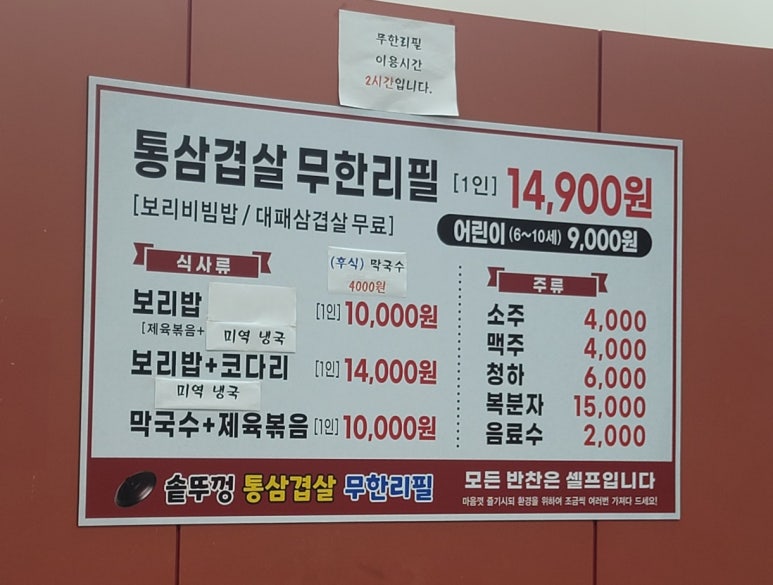 무한리필
이용시간
2시간입니다.
통삼겹살 무한리필 [1인] 14,900원
[보리비빔밥 / 대패삼겹살 무료]
어린이 (6~10세) 9,000원
식사류
(후식) 막국수
4000원
보리밥 [1인] 10,000원
[제육볶음+
미역 냉국
보리밥+코다리 [1인] 14,000원
미역 냉국
막국수+제육볶음 [1인] 10,000원
주류
소주 4,000
맥주 4,000
청하 6,000
복분자 15,000
음료수 2,000
솥뚜껑 통삼겹살 무한리필
모든 반찬은 셀프입니다
마음껏 즐기시되 환경을 위하여 조금씩 여러번 가져다 드세요!